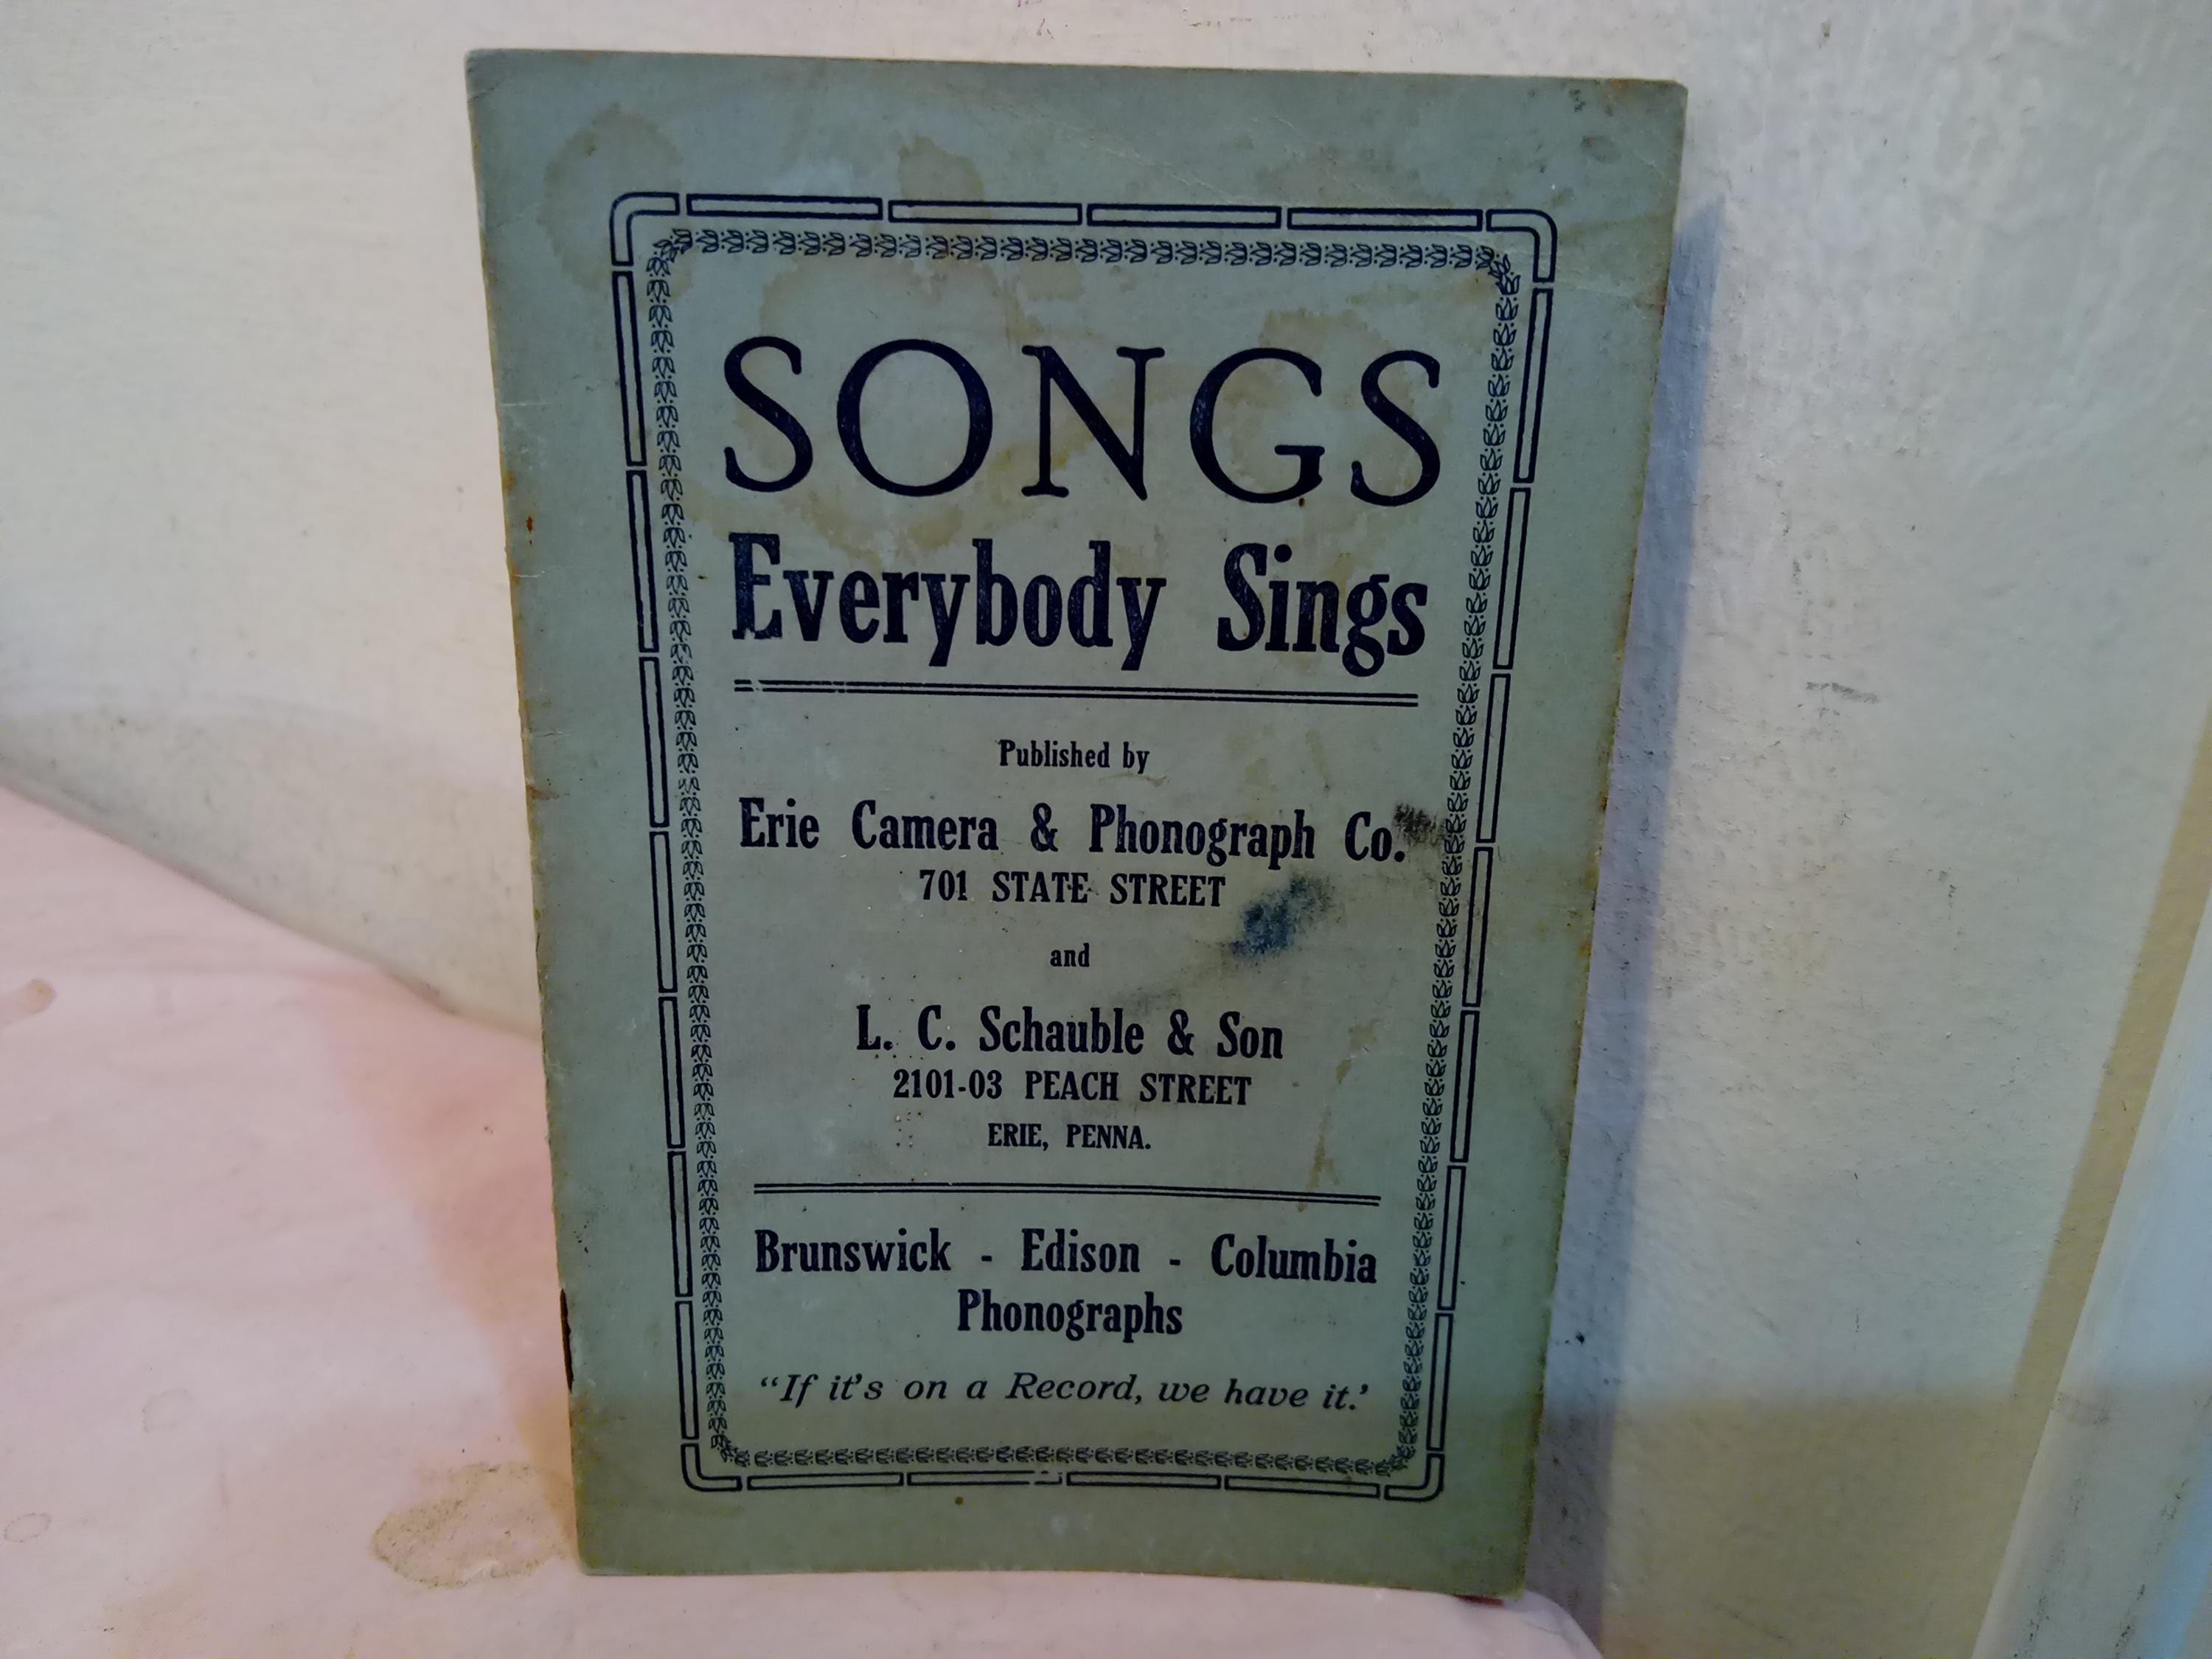 SONGS
Everybody Sings
Published by
Erie Camera & Phonograph Co.
701 STATE STREET
and
L. C. Schauble & Son
2101-03 PEACH STREET
ERIE, PENNA.
Brunswick - Edison - Columbia
Phonographs
“If it's on a Record, we have it.'